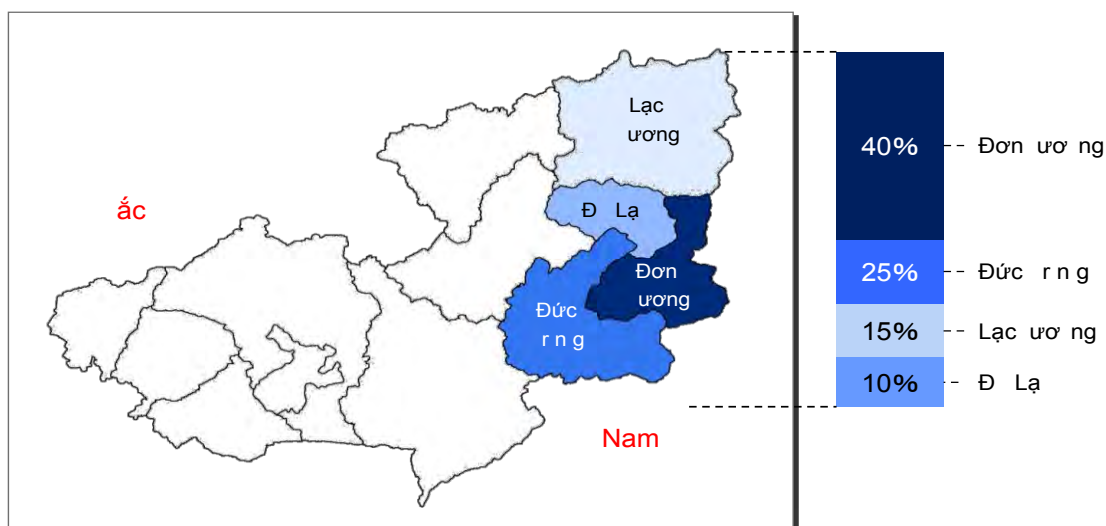 Lạc
ương
ắc
Đ Lạ
Đơn
ương
Đức
r n g
Nam
40%
Đơn ươ ng
25%
Đức r n g
15%
Lạc ươ ng
10%
Đ Lạ